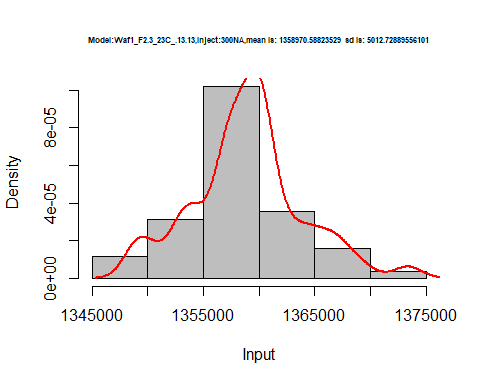 Model:Waf1_F2.3_23C_.13.13,Inject:300NA,mean is: 1358970.58823529 sd is: 5012.72889556101
Density
8e-05
4e-05
0e+00
1345000 1355000 1365000 1375000
Input